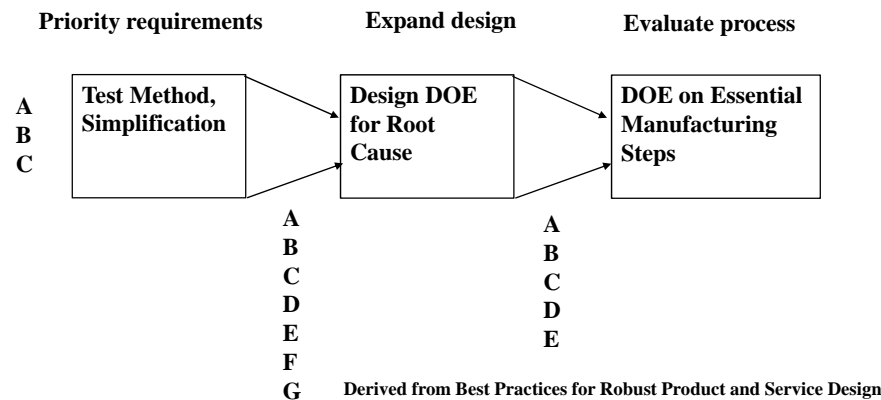 Priority requirements
Expand design
Evaluate process
A
B
C
Test Method,
Simplification
Design DOE
for Root
Cause
DOE on Essential
Manufacturing
Steps
A
B
C
D
E
F
G
A
B
C
D
E
Derived from Best Practices for Robust Product and Service Design